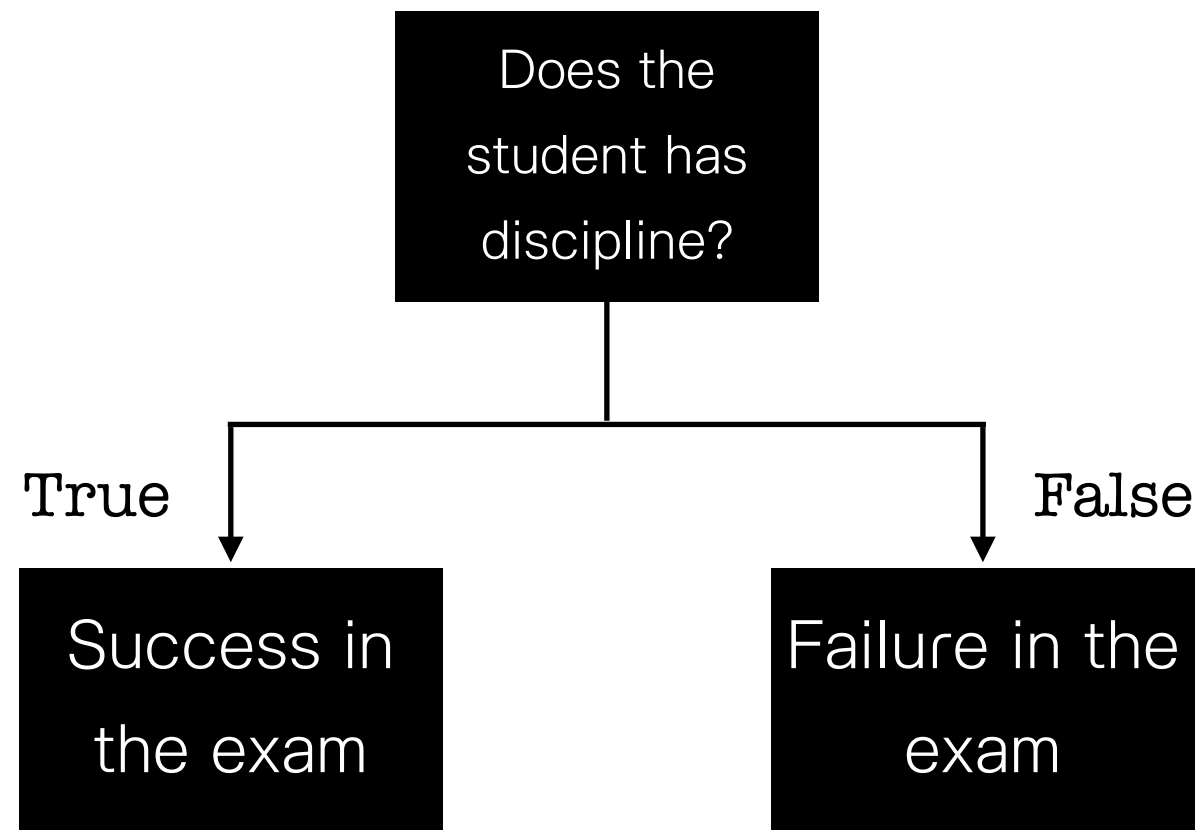 Does the
student has
discipline?
True
False
Success in
the exam
Failure in the
exam